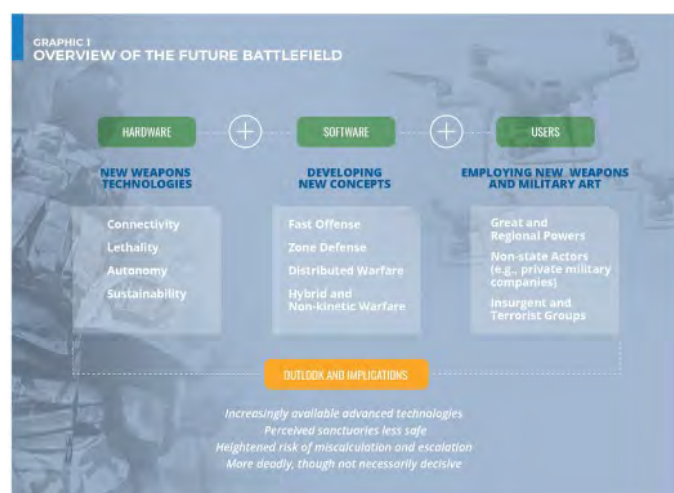 GRAPHIC 1
OVERVIEW OF THE FUTURE BATTLEFIELD
HARDWARE
SOFTWARE
USERS
NEW WEAPONS
TECHNOLOGIES
DEVELOPING
NEW CONCEPTS
EMPLOYING NEW WEAPONS
AND MILITARY ART
Connectivity
Lethality
Autonomy
Sustainability
Fast Offense
Zone Defense
Distributed Warfare
Hybrid and
Non-kinetic Warfare
Great and
Regional Powers
Non-state Actors
(e.g., private military
companies)
Insurgent and
Terrorist Groups
OUTLOOK AND IMPLICATIONS
Increasingly available advanced technologies
Perceived sanctuaries less safe
Heightened risk of miscalculation and escalation
More deadly, though not necessarily decisive